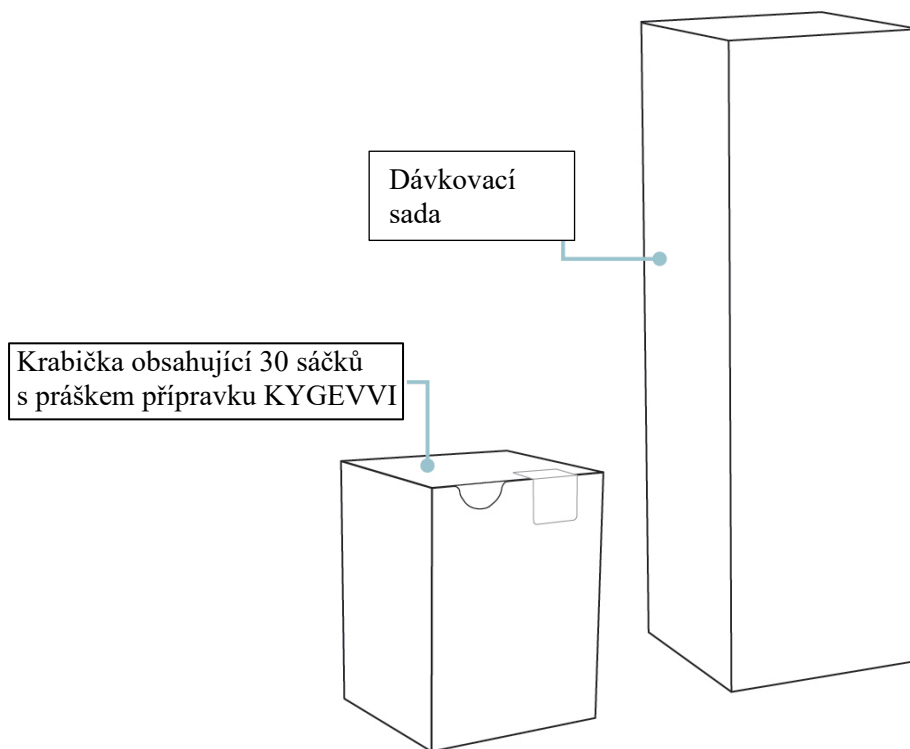 Dávkovací
sada
Krabička obsahující 30 sáčků
s práškem přípravku KYGEVVI